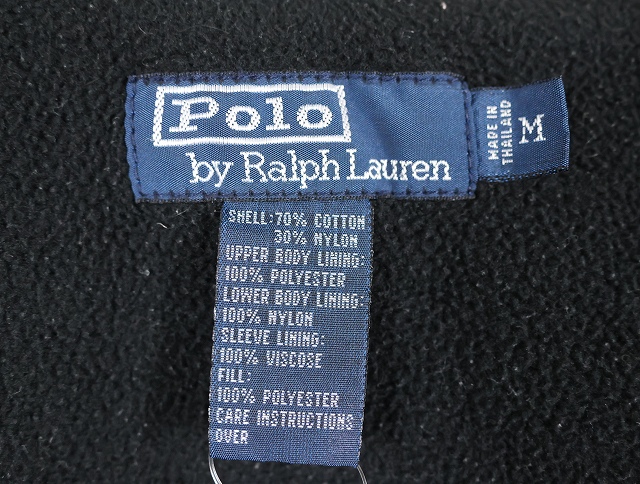 Polo
by Ralph Lauren
MADE IN
THAILAND
M
SHELL: 70% COTTON
30% NYLON
UPPER BODY LINING:
100% POLYESTER
LOWER BODY LINING:
100% NYLON
SLEEVE LINING:
100% VISCOSE
FILL:
100% POLYESTER
CARE INSTRUCTIONS
OVER